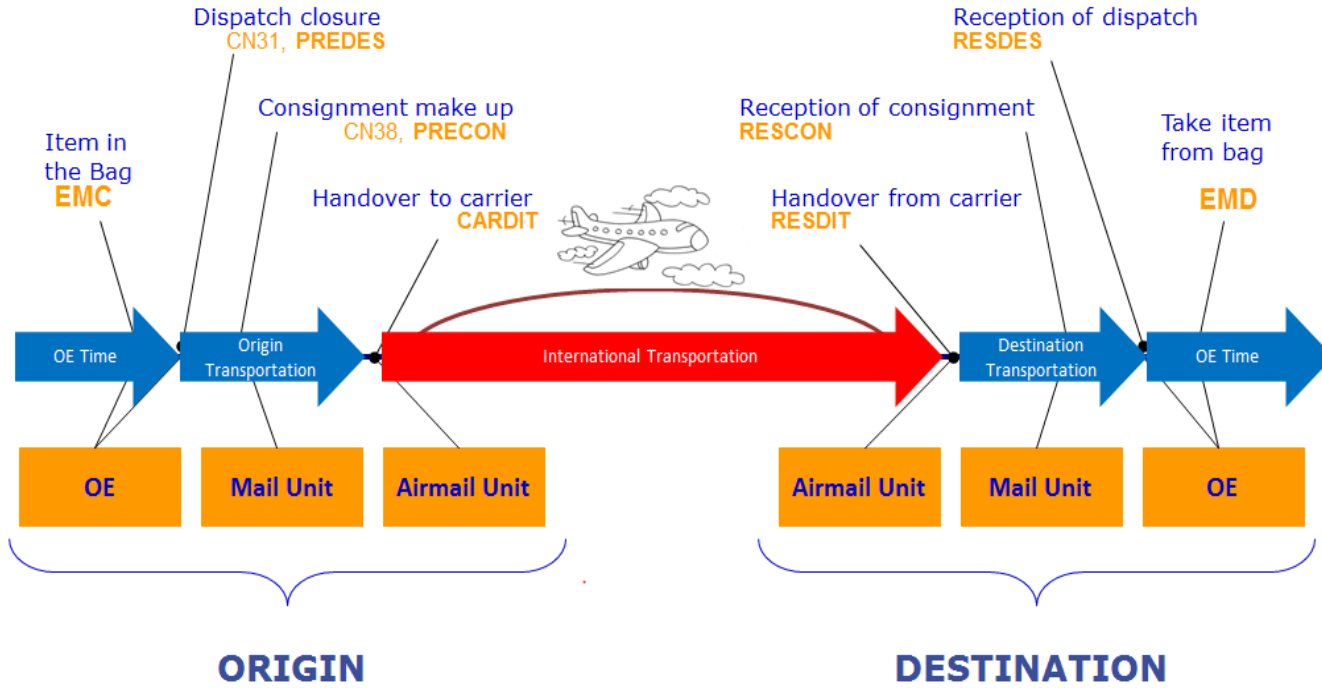 Dispatch closure
CN31, PREDES
Reception of dispatch
RESDES
Consignment make up
CN38, PRECON
Reception of consignment
RESCON
Item in
the Bag
EMC
Take item
from bag
EMD
Handover to carrier
CARDIT
Handover from carrier
RESDIT
OE Time
Origin
Transportation
International Transportation
Destination
Transportation
OE Time
OE
Mail Unit
Airmail Unit
Airmail Unit
Mail Unit
OE
ORIGIN
DESTINATION